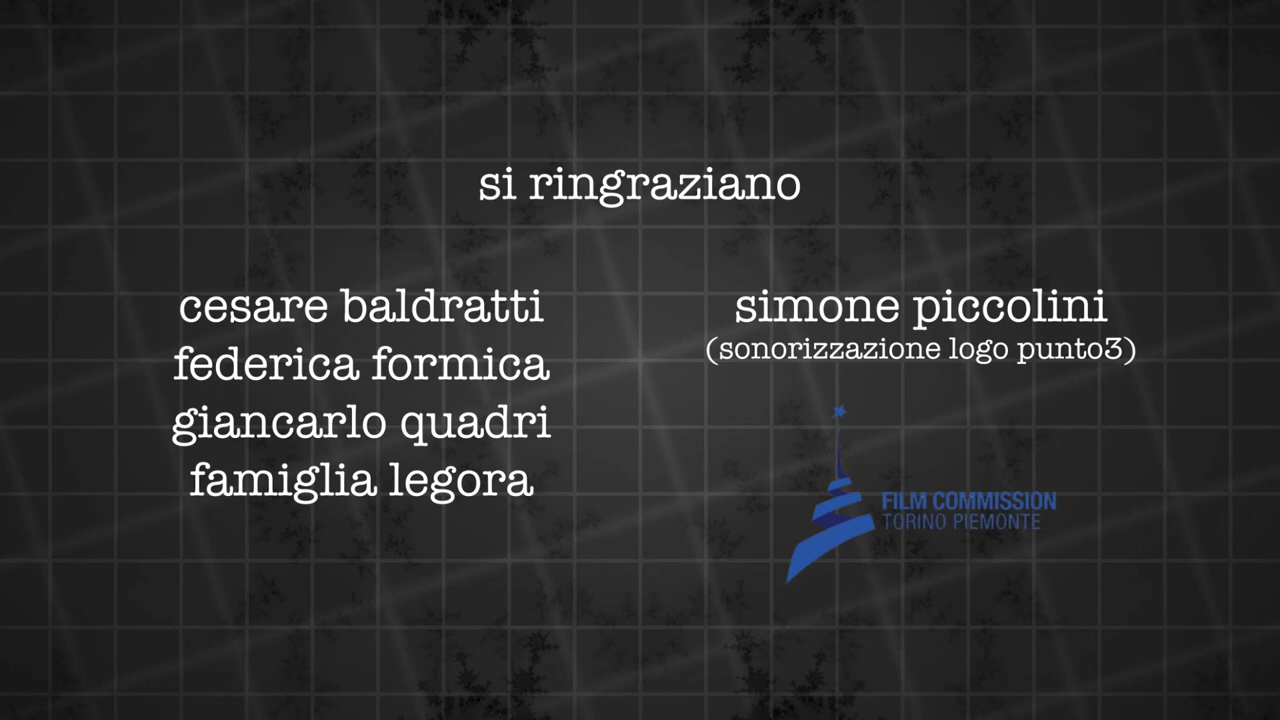 si ringraziano
cesare baldratti
federica formica
giancarlo quadri
famiglia legora
simone piccolini
(sonorizzazione logo punto3)
FILM COMMISSION
TORINO PIEMONTE